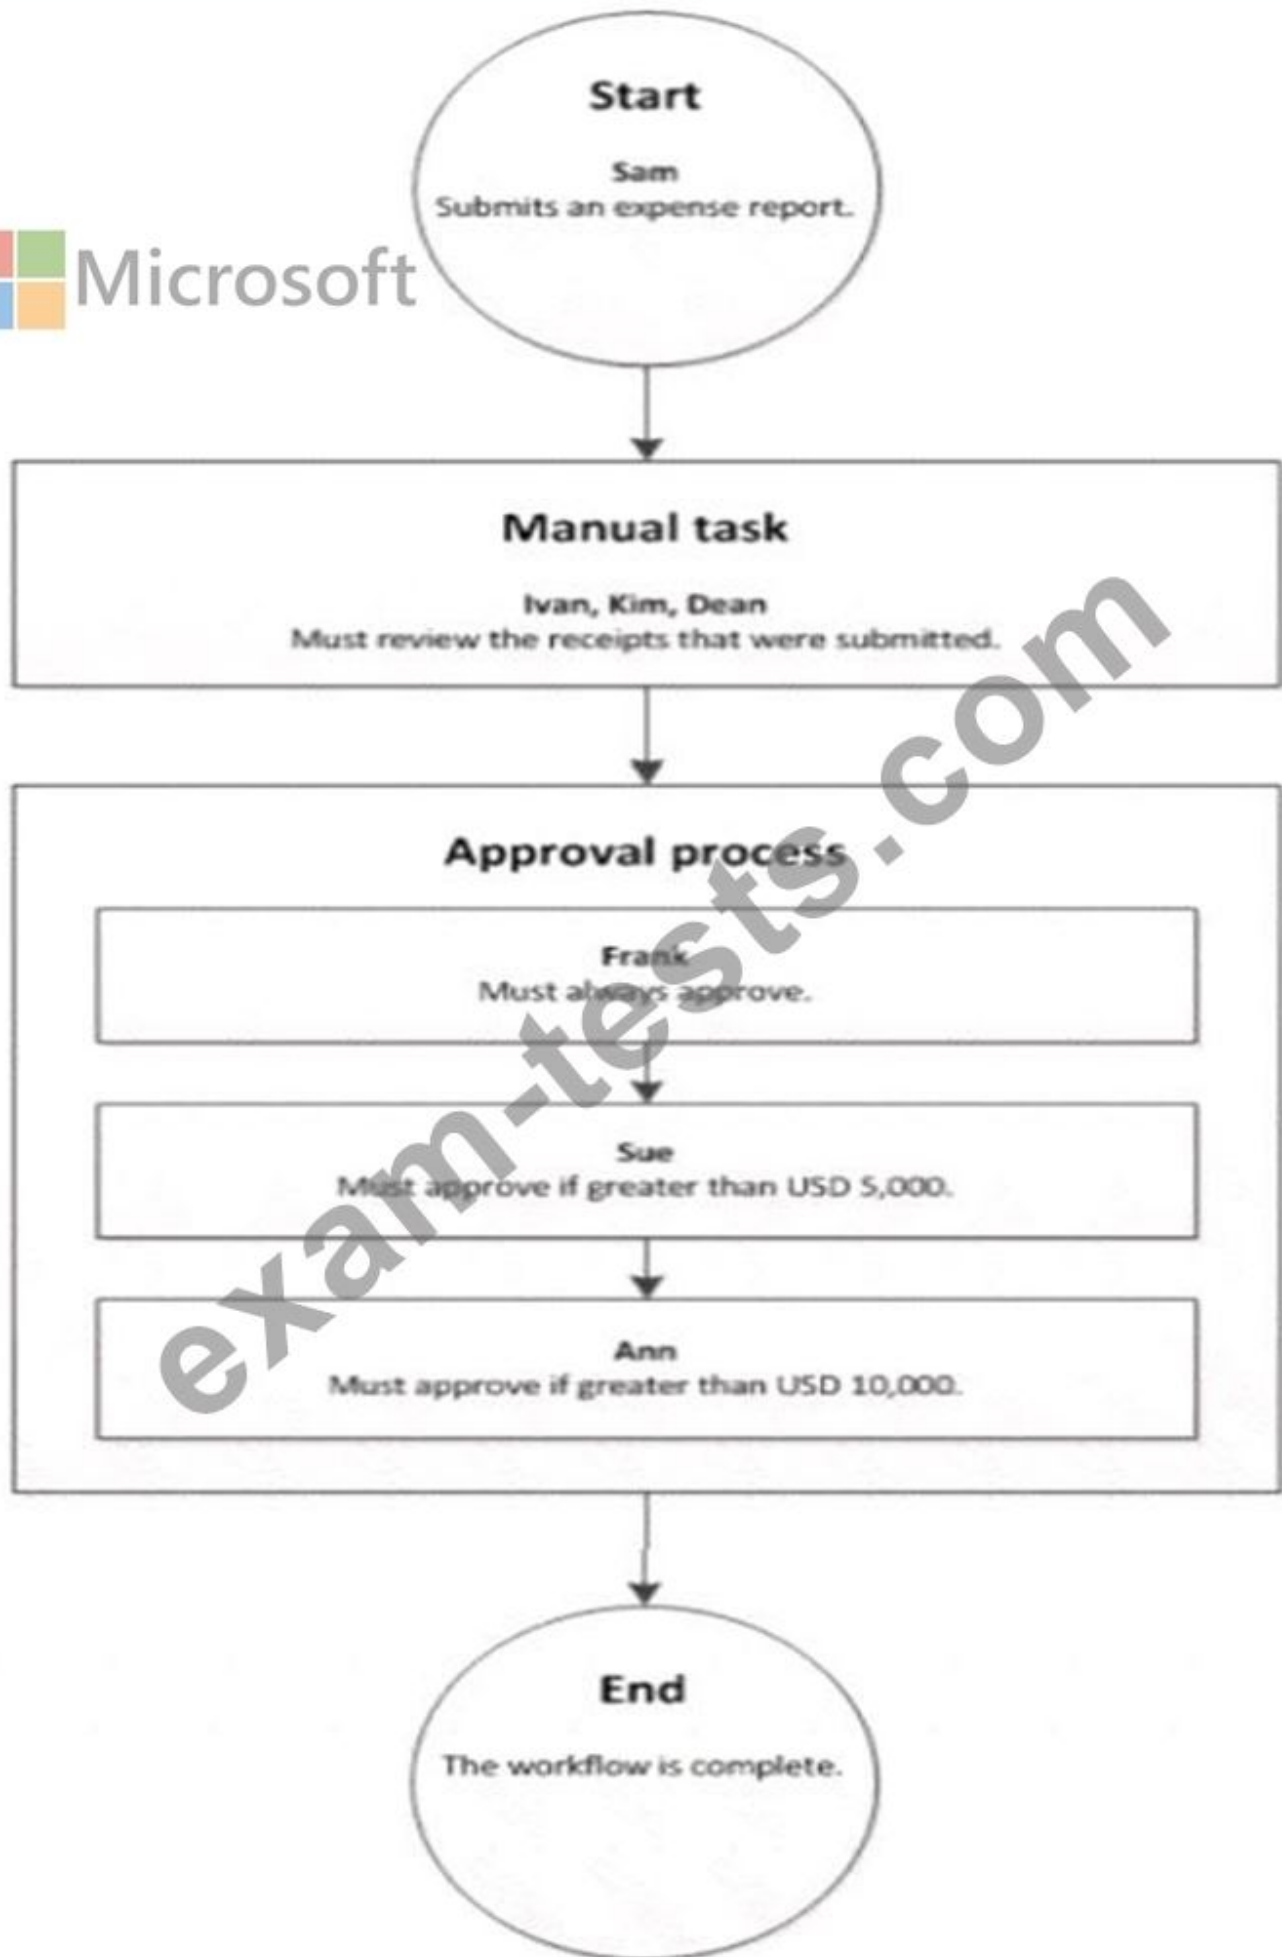 Start
Sam
Submits an expense report.
Microsoft
Manual task
Ivan, Kim, Dean
Must review the receipts that were submitted.
Approval process
Frank
Must always approve.
Sue
Must approve if greater than USD 5,000.
Ann
Must approve if greater than USD 10,000.
End
The workflow is complete.
exam-tests.com